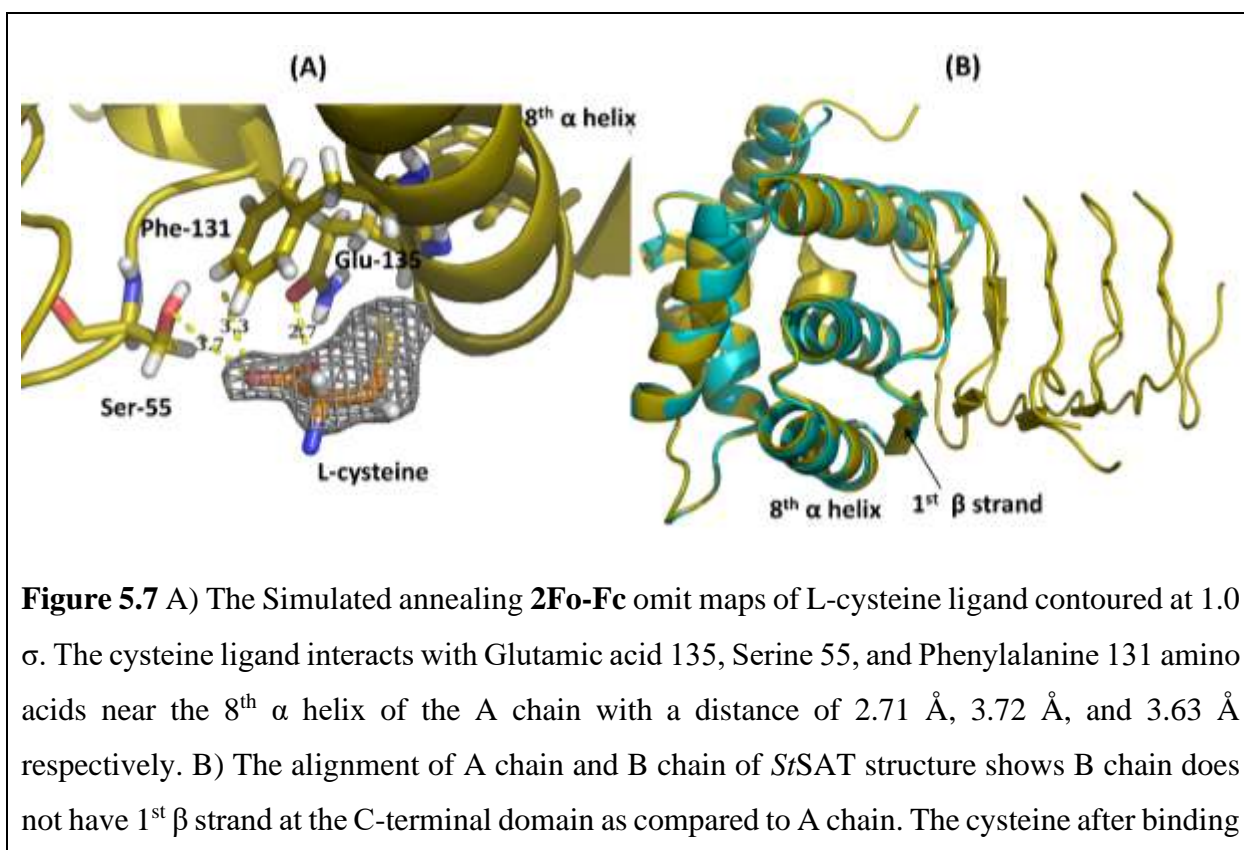 (A)
(B)
8th α helix
Phe-131
Glu-135
3.3
2.7
3.7
Ser-55
L-cysteine
8th α helix
1st β strand
Figure 5.7 A) The Simulated annealing 2Fo-Fc omit maps of L-cysteine ligand contoured at 1.0
σ. The cysteine ligand interacts with Glutamic acid 135, Serine 55, and Phenylalanine 131 amino
acids near the 8th α helix of the A chain with a distance of 2.71 Å, 3.72 Å, and 3.63 Å
respectively. B) The alignment of A chain and B chain of StSAT structure shows B chain does
not have 1st β strand at the C-terminal domain as compared to A chain. The cysteine after binding